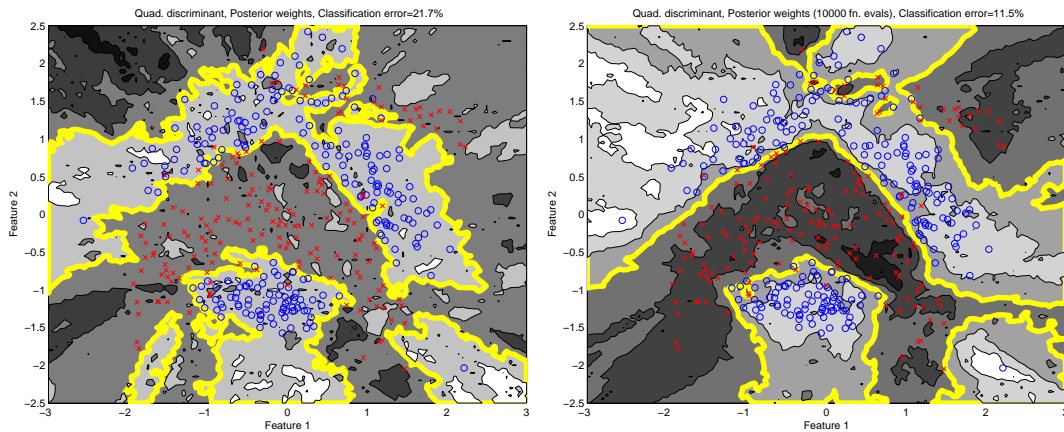 Quad. discriminant, Posterior weights, Classification error=21.7%
2.5
2
1.5
1
0.5
0
−0.5
−1
−1.5
−2
−2.5
−3 −2 −1 0 1 2 3
Feature 1
Feature 2
Quad. discriminant, Posterior weights (10000 fn. evals), Classification error=11.5%
2.5
2
1.5
1
0.5
0
−0.5
−1
−1.5
−2
−2.5
−3 −2 −1 0 1 2 3
Feature 1
Feature 2